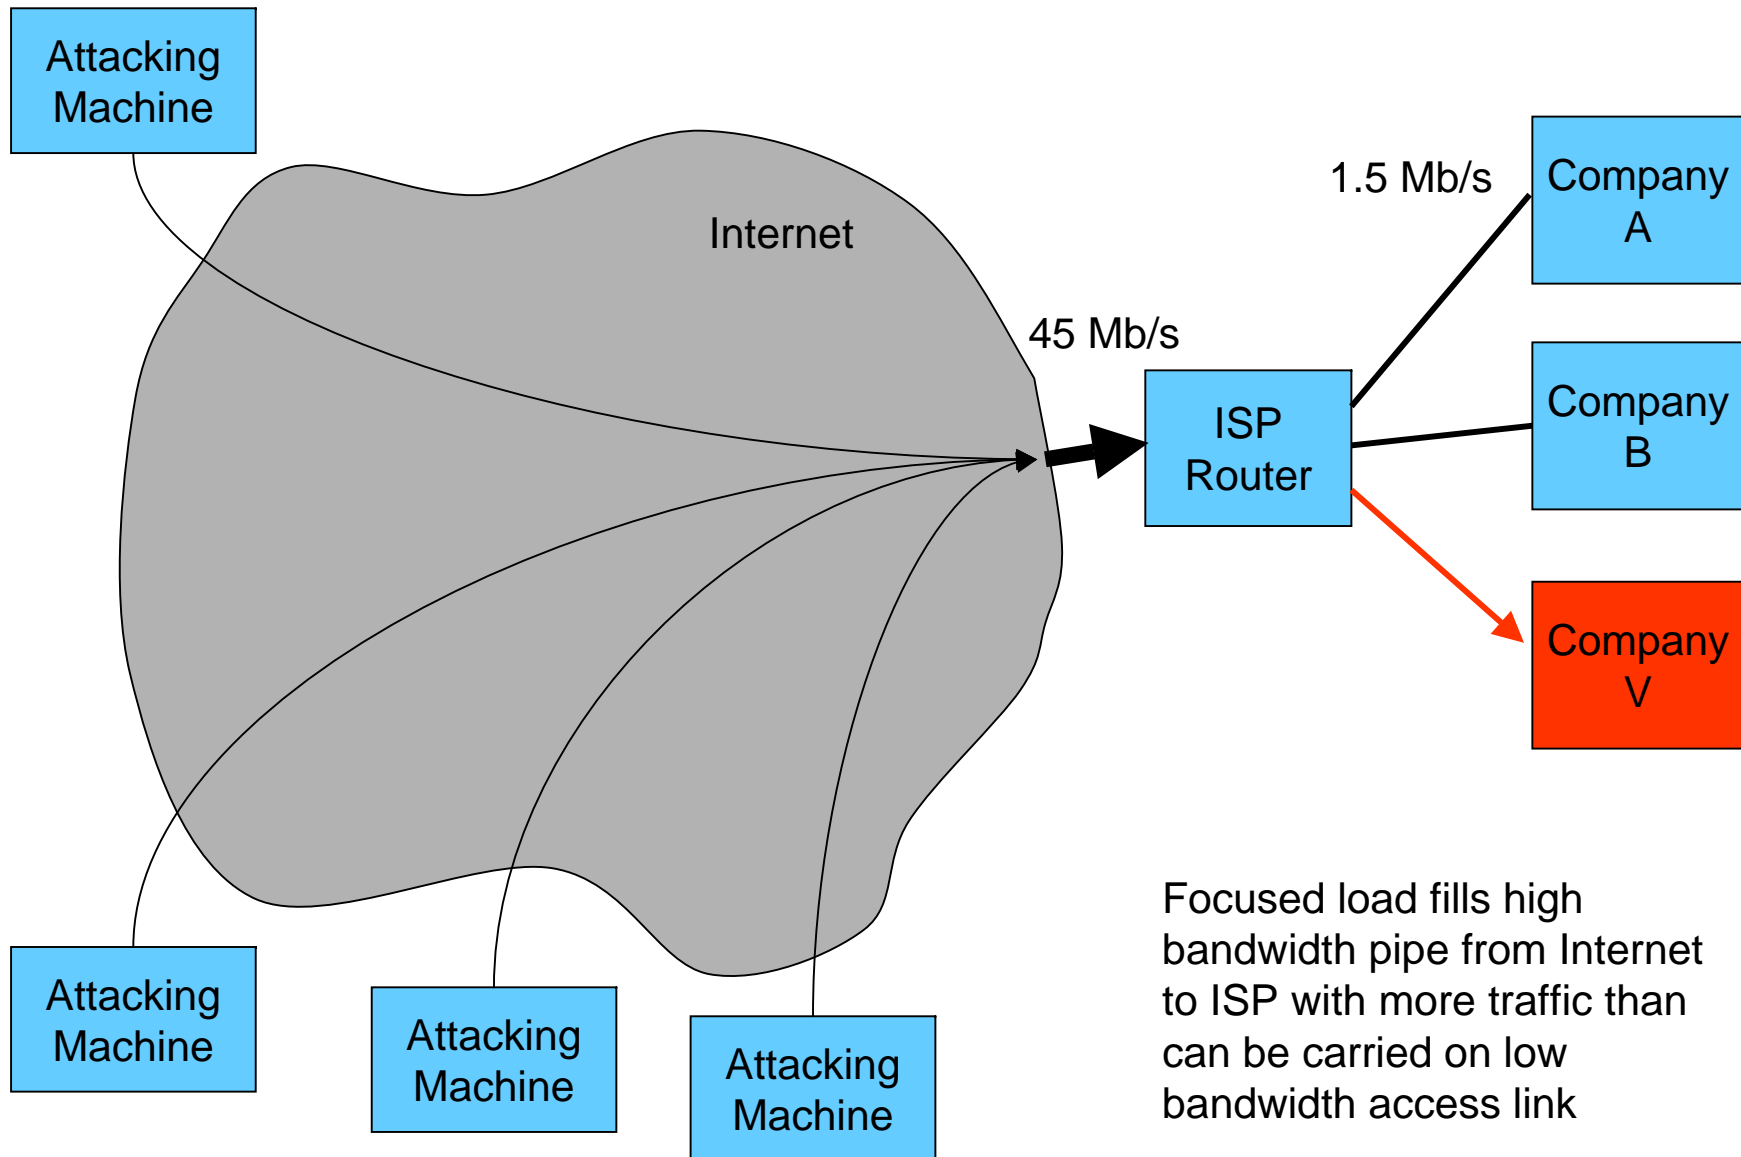 Attacking
Machine
Internet
45 Mb/s
1.5 Mb/s
Company
A
ISP
Router
Company
B
Company
V
Attacking
Machine
Attacking
Machine
Attacking
Machine
Focused load fills high
bandwidth pipe from Internet
to ISP with more traffic than
can be carried on low
bandwidth access link